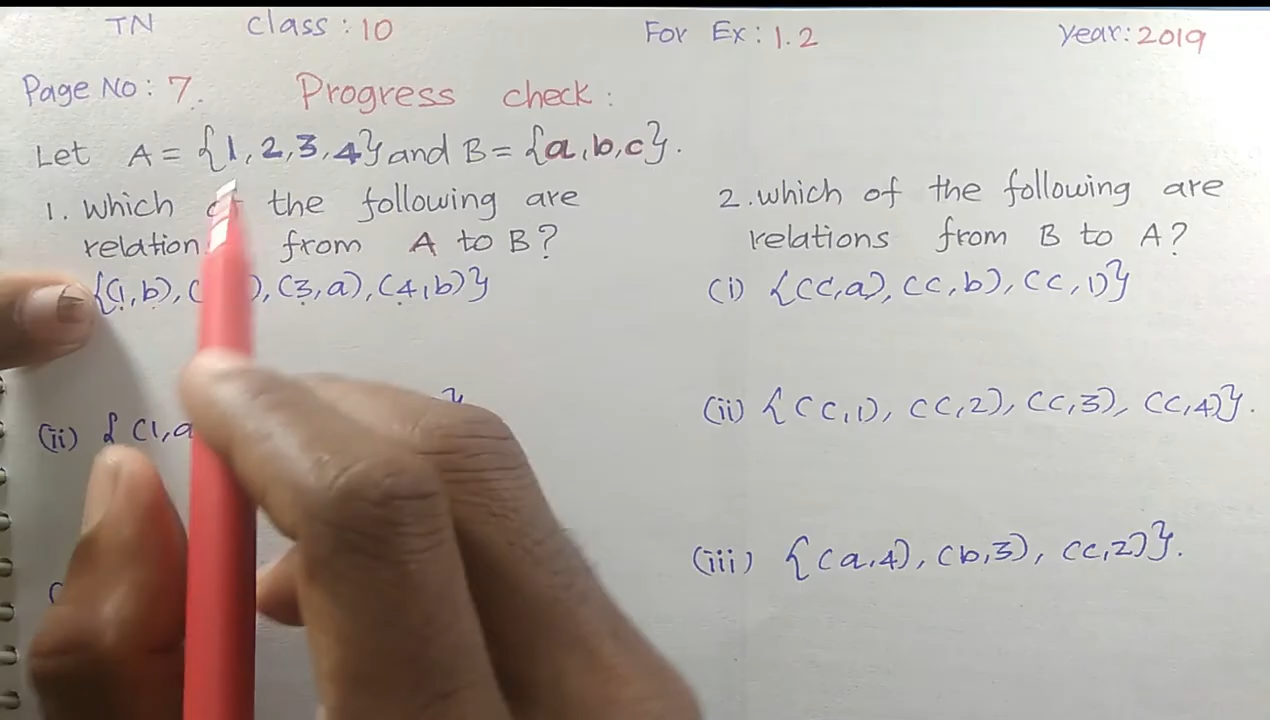 TN Class: 10 For Ex: 1.2 Year: 2019
Page No: 7. Progress check:
Let A = {1, 2, 3, 4} and B = {a, b, c}.
1. Which the following are
relation from A to B?
{(1, b), (3, a), (4, b)}
(ii) { (1, a
2. which of the following are
relations from B to A?
(i) {(c, a), (c, b), (c, 1)}
(ii) {(c, 1), (c, 2), (c, 3), (c, 4)}.
(iii) {(a, 4), (b, 3), (c, 2)}.